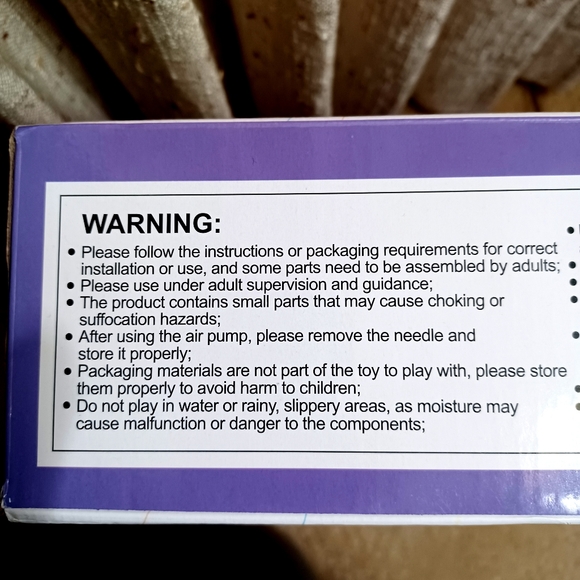 WARNING:
• Please follow the instructions or packaging requirements for correct
installation or use, and some parts need to be assembled by adults;
• Please use under adult supervision and guidance;
• The product contains small parts that may cause choking or
suffocation hazards;
• After using the air pump, please remove the needle and
store it properly;
• Packaging materials are not part of the toy to play with, please store
them properly to avoid harm to children;
• Do not play in water or rainy, slippery areas, as moisture may
cause malfunction or danger to the components;